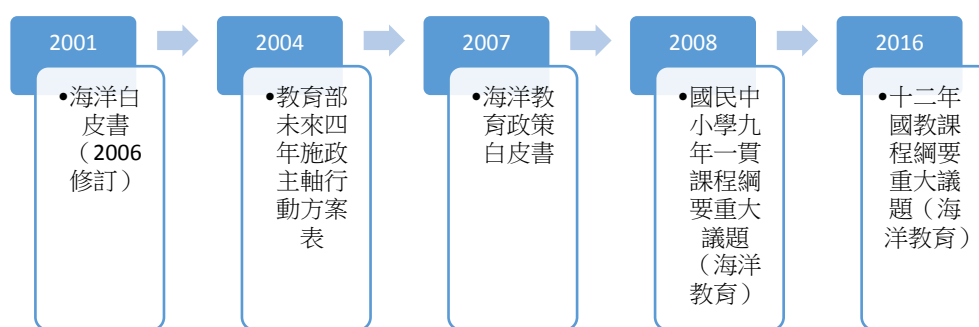 2001
•海洋白
皮書
（2006
修訂）
2004
•教育部
未來四
年施政
主軸行
動方案
表
2007
•海洋教
育政策
白皮書
2008
•國民中
小學九
年一貫
課程綱
要重大
議題
（海洋
教育）
2016
•十二年
國教課
程綱要
重大議
題（海
洋教育）